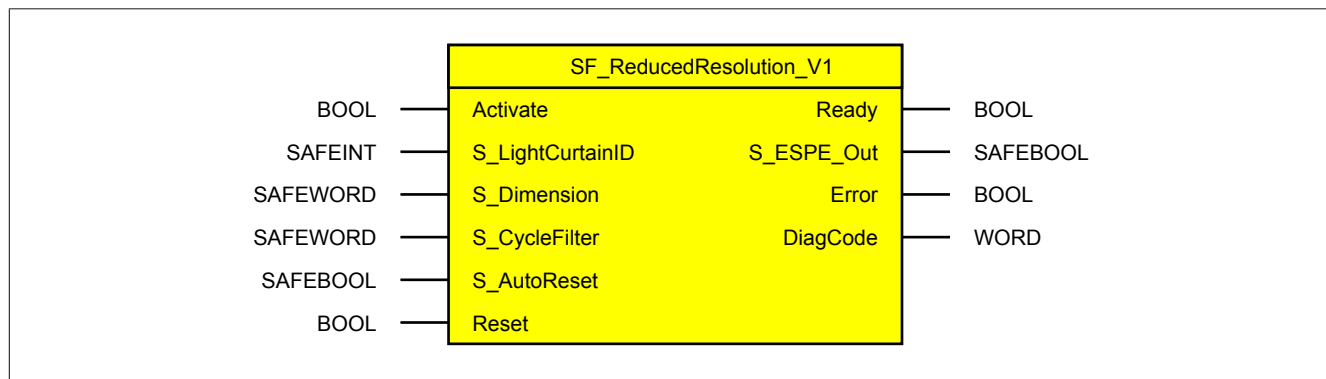 SF_ReducedResolution_V1
BOOL Activate Ready BOOL
SAFEINT S_LightCurtainID S_ESPE_Out SAFEBOOL
SAFEWORD S_Dimension Error BOOL
SAFEWORD S_CycleFilter DiagCode WORD
SAFEBOOL S_AutoReset
BOOL Reset